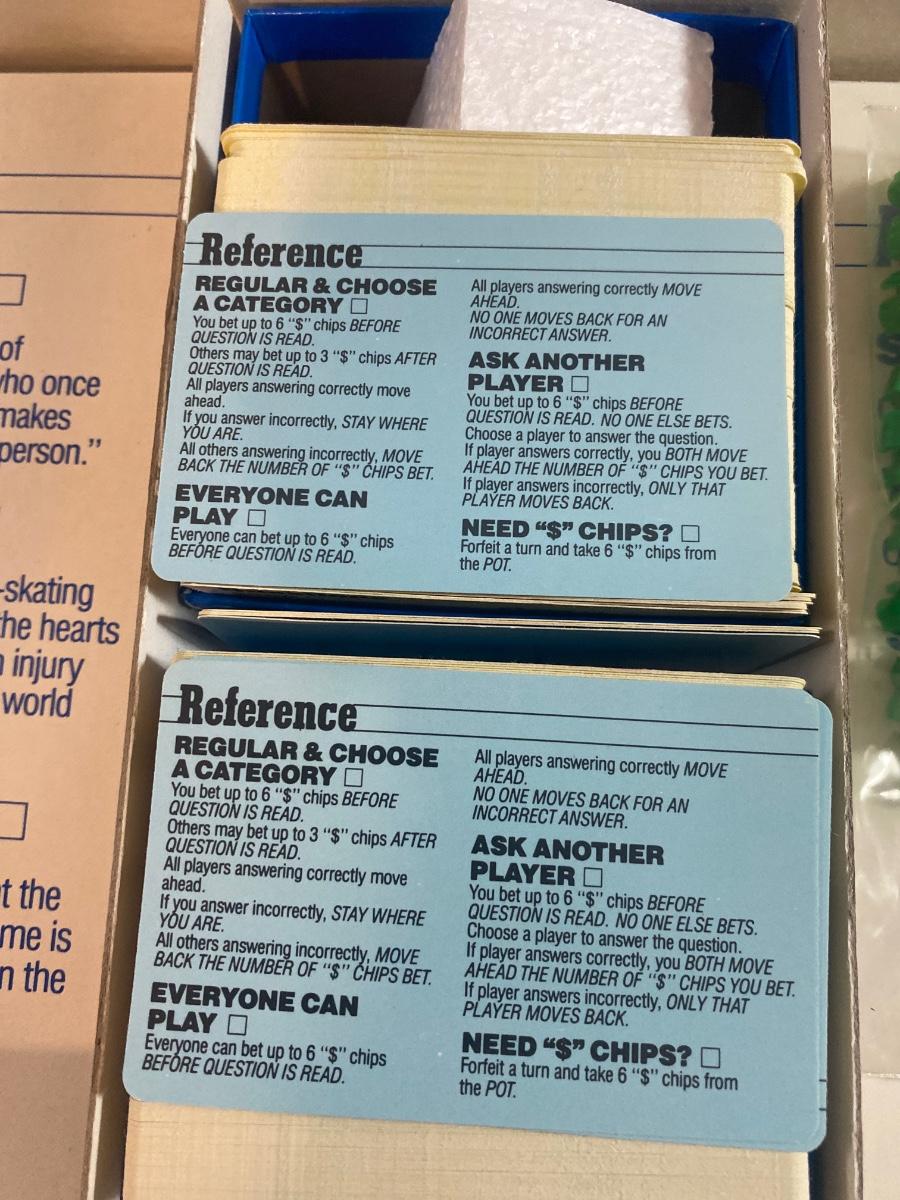 of
who once
makes
person.”
-skating
the hearts
injury
world
t the
me is
n the
Reference
REGULAR & CHOOSE
A CATEGORY
You bet up to 6 “$” chips BEFORE
QUESTION IS READ.
Others may bet up to 3 “$” chips AFTER
QUESTION IS READ.
All players answering correctly move
ahead.
If you answer incorrectly, STAY WHERE
YOU ARE.
All others answering incorrectly, MOVE
BACK THE NUMBER OF “$” CHIPS BET.
EVERYONE CAN
PLAY
Everyone can bet up to 6 “$” chips
BEFORE QUESTION IS READ.
All players answering correctly MOVE
AHEAD.
NO ONE MOVES BACK FOR AN
INCORRECT ANSWER.
ASK ANOTHER
PLAYER
You bet up to 6 “$” chips BEFORE
QUESTION IS READ. NO ONE ELSE BETS.
Choose a player to answer the question.
If player answers correctly, you BOTH MOVE
AHEAD THE NUMBER OF “$” CHIPS YOU BET.
If player answers incorrectly, ONLY THAT
PLAYER MOVES BACK.
NEED “$” CHIPS?
Forfeit a turn and take 6 “$” chips from
the POT.
Reference
REGULAR & CHOOSE
A CATEGORY
You bet up to 6 “$” chips BEFORE
QUESTION IS READ.
Others may bet up to 3 “$” chips AFTER
QUESTION IS READ.
All players answering correctly move
ahead.
If you answer incorrectly, STAY WHERE
YOU ARE.
All others answering incorrectly, MOVE
BACK THE NUMBER OF “$” CHIPS BET.
EVERYONE CAN
PLAY
Everyone can bet up to 6 “$” chips
BEFORE QUESTION IS READ.
All players answering correctly MOVE
AHEAD.
NO ONE MOVES BACK FOR AN
INCORRECT ANSWER.
ASK ANOTHER
PLAYER
You bet up to 6 “$” chips BEFORE
QUESTION IS READ. NO ONE ELSE BETS.
Choose a player to answer the question.
If player answers correctly, you BOTH MOVE
AHEAD THE NUMBER OF “$” CHIPS YOU BET.
If player answers incorrectly, ONLY THAT
PLAYER MOVES BACK.
NEED “$” CHIPS?
Forfeit a turn and take 6 “$” chips from
the POT.